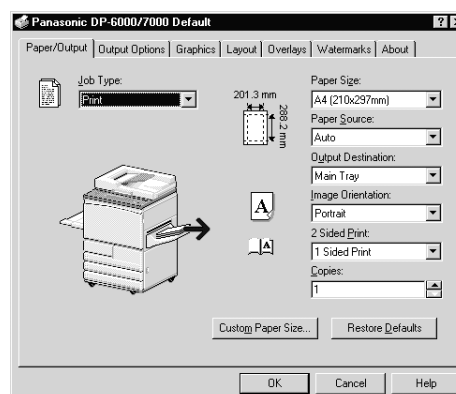 Panasonic DP-6000/7000 Default
Paper/Output Output Options Graphics Layout Overlays Watermarks About
Job Type:
Print
201.3 mm
288.2 mm
Paper Size:
A4 (210x297mm)
Paper Source:
Auto
Output Destination:
Main Tray
Image Orientation:
Portrait
2 Sided Print:
1 Sided Print
Copies:
1
A
A
Custom Paper Size... Restore Defaults
OK Cancel Help